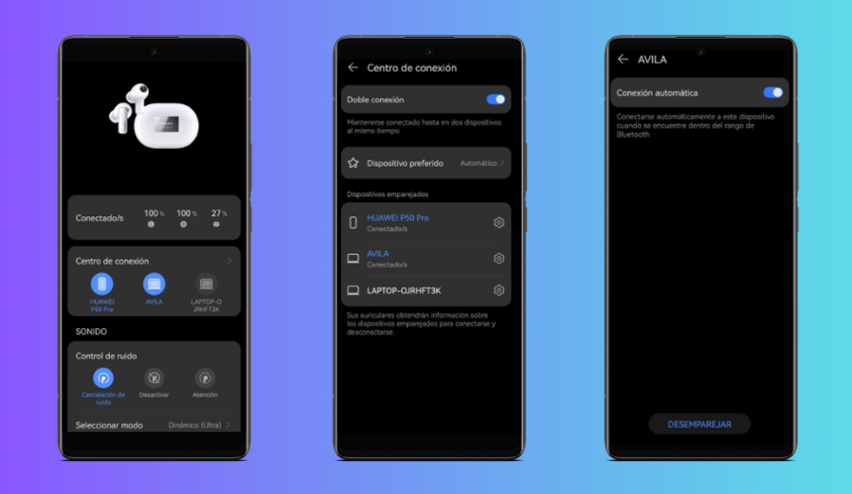 Conectado/s
100 %
100 %
27 %
Centro de conexión
HUAWEI
P50 Pro
AVILA
LAPTOP-O
JRHFT3K
SONIDO
Control de ruido
Cancelación de
ruido
Desactivar
Atención
Seleccionar modo
Dinámico (Ultra)
Centro de conexión
Doble conexión
Mantenerse conectado hasta en dos dispositivos
al mismo tiempo
Dispositivo preferido
Automático
Dispositivos emparejados
HUAWEI P50 Pro
Conectado/s
AVILA
Conectado/s
LAPTOP-OJRHFT3K
Sus auriculares obtendrán información sobre
los dispositivos emparejados para conectarse y
desconectarse.
AVILA
Conexión automática
Conectarse automáticamente a este dispositivo
cuando se encuentre dentro del rango de
Bluetooth
DESEMPAREJAR